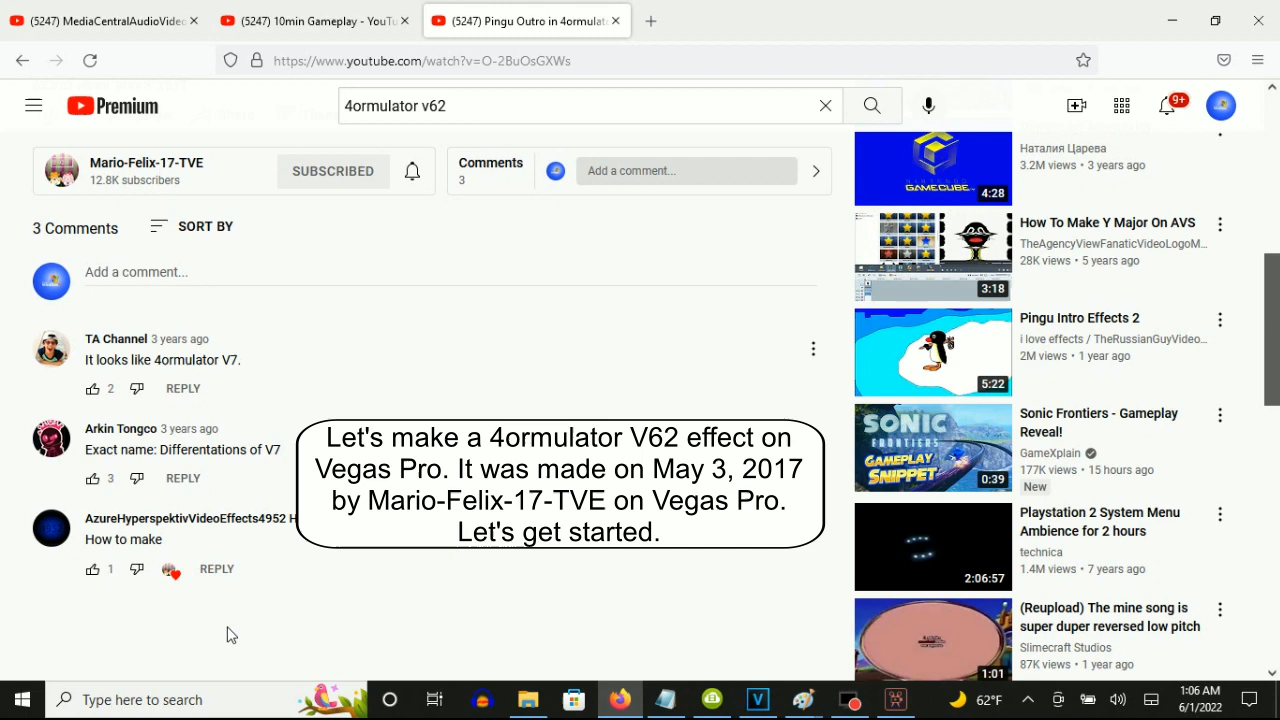 (5247) MediaCentralAudioVideo
(5247) 10min Gameplay - YouTu
(5247) Pingu Outro in 4ormulato
https://www.youtube.com/watch?v=O-2BuOsGXWs
Premium
4ormulator v62
9+
Mario-Felix-17-TVE
12.8K subscribers
SUBSCRIBED
Comments
3
Add a comment...
3 Comments
SORT BY
Add a comment...
TA Channel 3 years ago
It looks like 4ormulator V7.
2
REPLY
Arkin Tongco 3 years ago
Exact name: Differentations of V7
3
REPLY
AzureHyperspektivVideoEffects4952 H
How to make
1
REPLY
Let's make a 4ormulator V62 effect on
Vegas Pro. It was made on May 3, 2017
by Mario-Felix-17-TVE on Vegas Pro.
Let's get started.
GAMECUBE
4:28
Наталия Царева
3.2M views • 3 years ago
3:18
How To Make Y Major On AVS
TheAgencyViewFanaticVideoLogoM...
28K views • 5 years ago
5:22
Pingu Intro Effects 2
i love effects / TheRussianGuyVideo...
2M views • 1 year ago
SONIC
FRONTIERS
GAMEPLAY
SNIPPET
0:39
Sonic Frontiers - Gameplay
Reveal!
GameXplain
177K views • 15 hours ago
New
2:06:57
Playstation 2 System Menu
Ambience for 2 hours
technica
1.4M views • 7 years ago
1:01
(Reupload) The mine song is
super duper reversed low pitch
Slimecraft Studios
87K views • 1 year ago
Type here to search
62°F
1:06 AM
6/1/2022